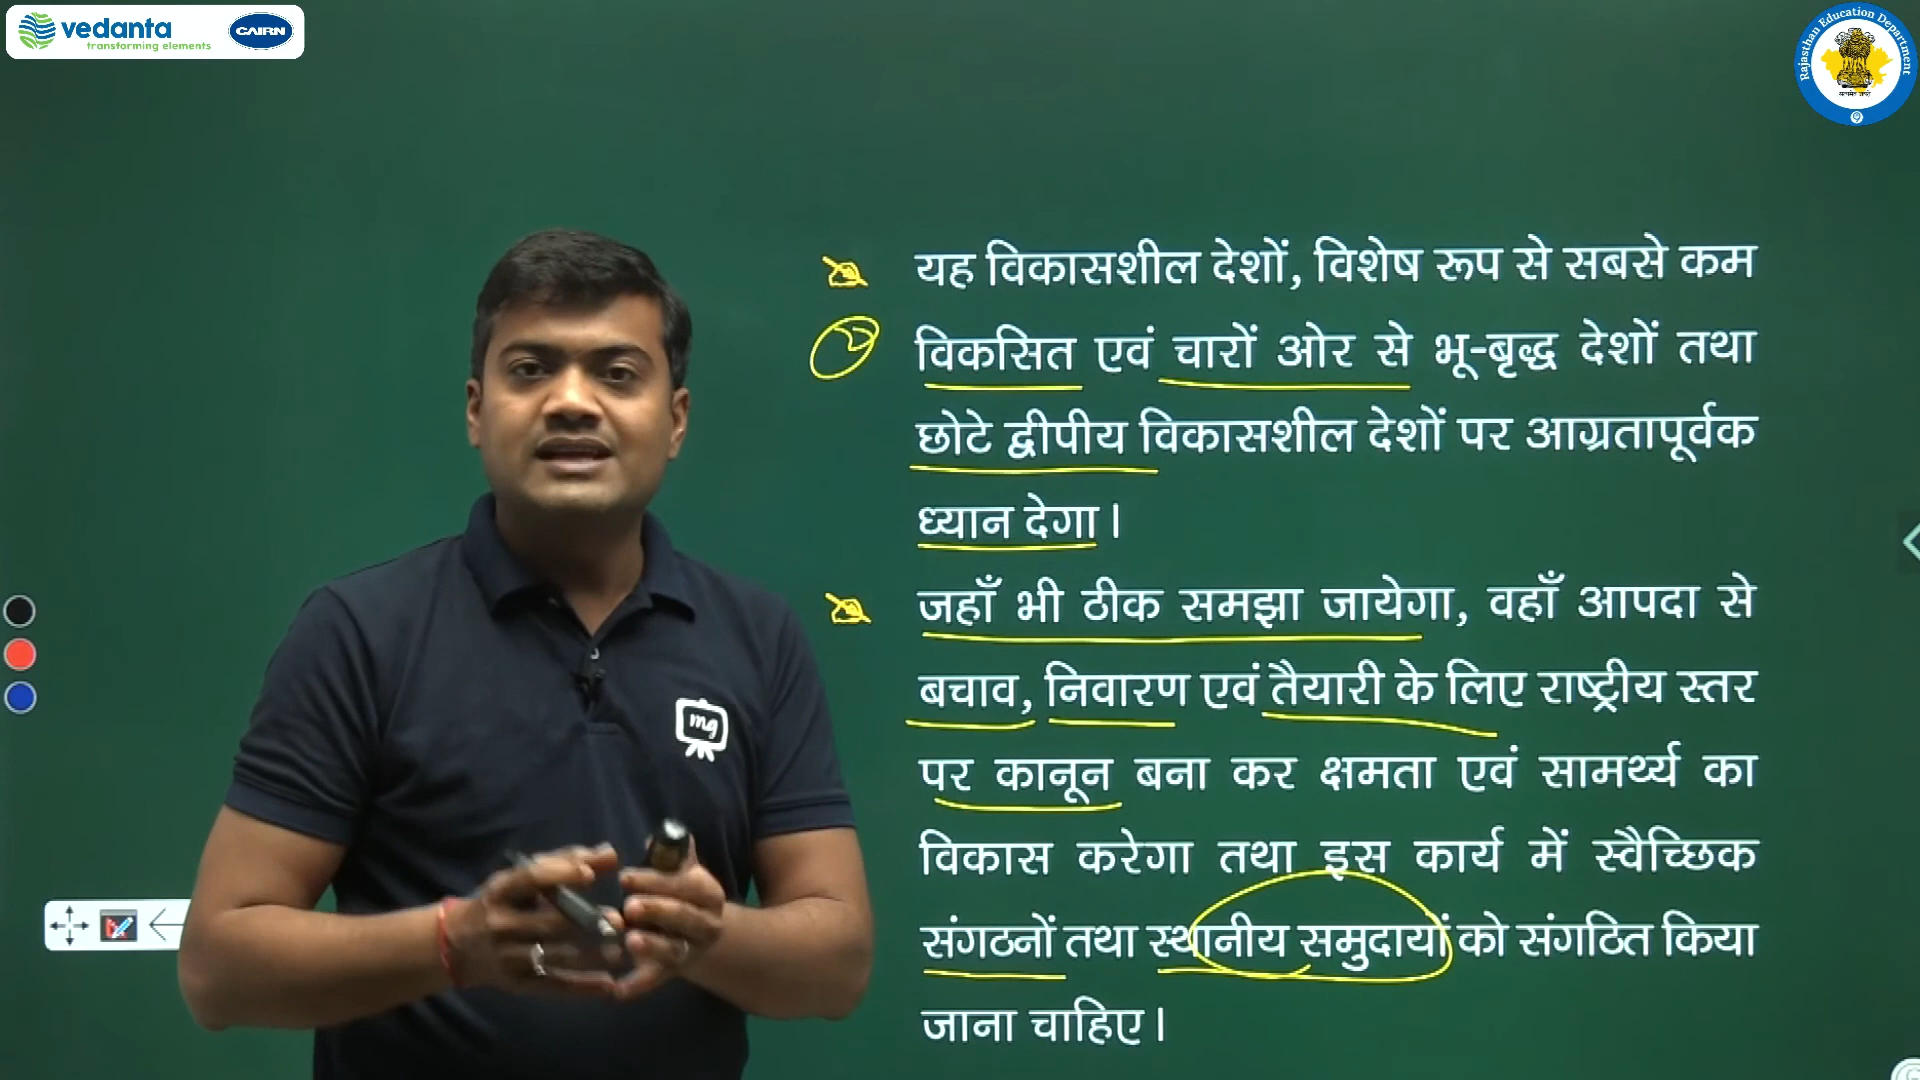 vedanta
transforming elements
CAIRN
Rajasthan Education Department
यह विकासशील देशों, विशेष रूप से सबसे कम
विकसित एवं चारों ओर से भू-बृद्ध देशों तथा
छोटे द्वीपीय विकासशील देशों पर आग्रतापूर्वक
ध्यान देगा।
जहाँ भी ठीक समझा जायेगा, वहाँ आपदा से
बचाव, निवारण एवं तैयारी के लिए राष्ट्रीय स्तर
पर कानून बना कर क्षमता एवं सामर्थ्य का
विकास करेगा तथा इस कार्य में स्वैच्छिक
संगठनों तथा स्थानीय समुदायों को संगठित किया
जाना चाहिए।
mg